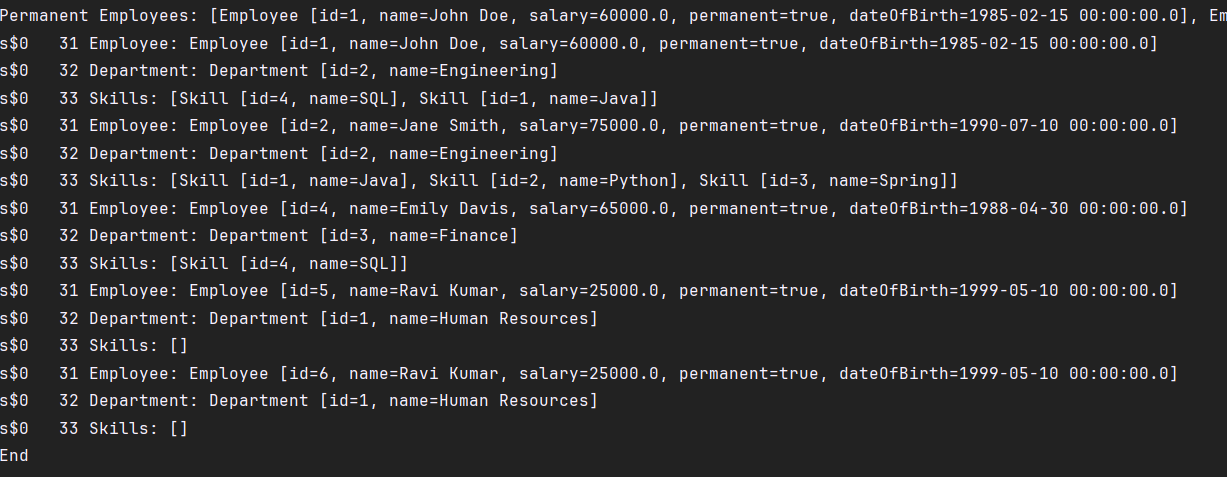 Permanent Employees: [Employee [id=1, name=John Doe, salary=60000.0, permanent=true, dateOfBirth=1985-02-15 00:00:00.0], Em
s$0   31 Employee: Employee [id=1, name=John Doe, salary=60000.0, permanent=true, dateOfBirth=1985-02-15 00:00:00.0]
s$0   32 Department: Department [id=2, name=Engineering]
s$0   33 Skills: [Skill [id=4, name=SQL], Skill [id=1, name=Java]]
s$0   31 Employee: Employee [id=2, name=Jane Smith, salary=75000.0, permanent=true, dateOfBirth=1990-07-10 00:00:00.0]
s$0   32 Department: Department [id=2, name=Engineering]
s$0   33 Skills: [Skill [id=1, name=Java], Skill [id=2, name=Python], Skill [id=3, name=Spring]]
s$0   31 Employee: Employee [id=4, name=Emily Davis, salary=65000.0, permanent=true, dateOfBirth=1988-04-30 00:00:00.0]
s$0   32 Department: Department [id=3, name=Finance]
s$0   33 Skills: [Skill [id=4, name=SQL]]
s$0   31 Employee: Employee [id=5, name=Ravi Kumar, salary=25000.0, permanent=true, dateOfBirth=1999-05-10 00:00:00.0]
s$0   32 Department: Department [id=1, name=Human Resources]
s$0   33 Skills: []
s$0   31 Employee: Employee [id=6, name=Ravi Kumar, salary=25000.0, permanent=true, dateOfBirth=1999-05-10 00:00:00.0]
s$0   32 Department: Department [id=1, name=Human Resources]
s$0   33 Skills: []
End